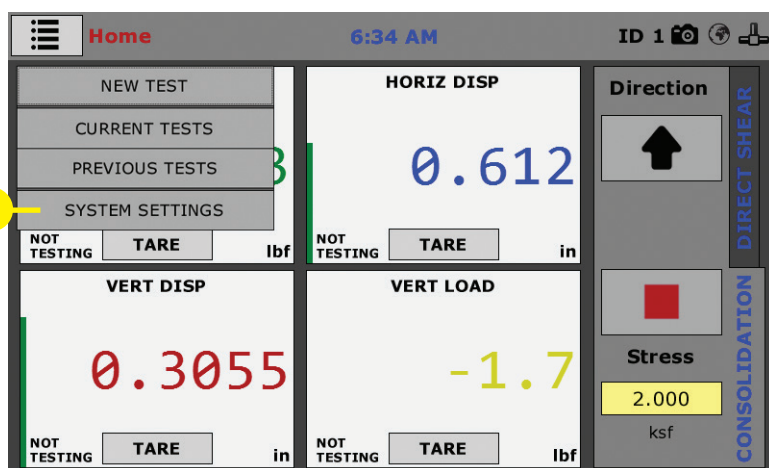 Home
6:34 AM
ID 1
NEW TEST
CURRENT TESTS
PREVIOUS TESTS
SYSTEM SETTINGS
NOT
TESTING
TARE
lbf
HORIZ DISP
0.612
NOT
TESTING
TARE
in
VERT DISP
0.3055
NOT
TESTING
TARE
in
VERT LOAD
-1.7
NOT
TESTING
TARE
lbf
Direction
Stress
2.000
ksf
DIRECT SHEAR
CONSOLIDATION